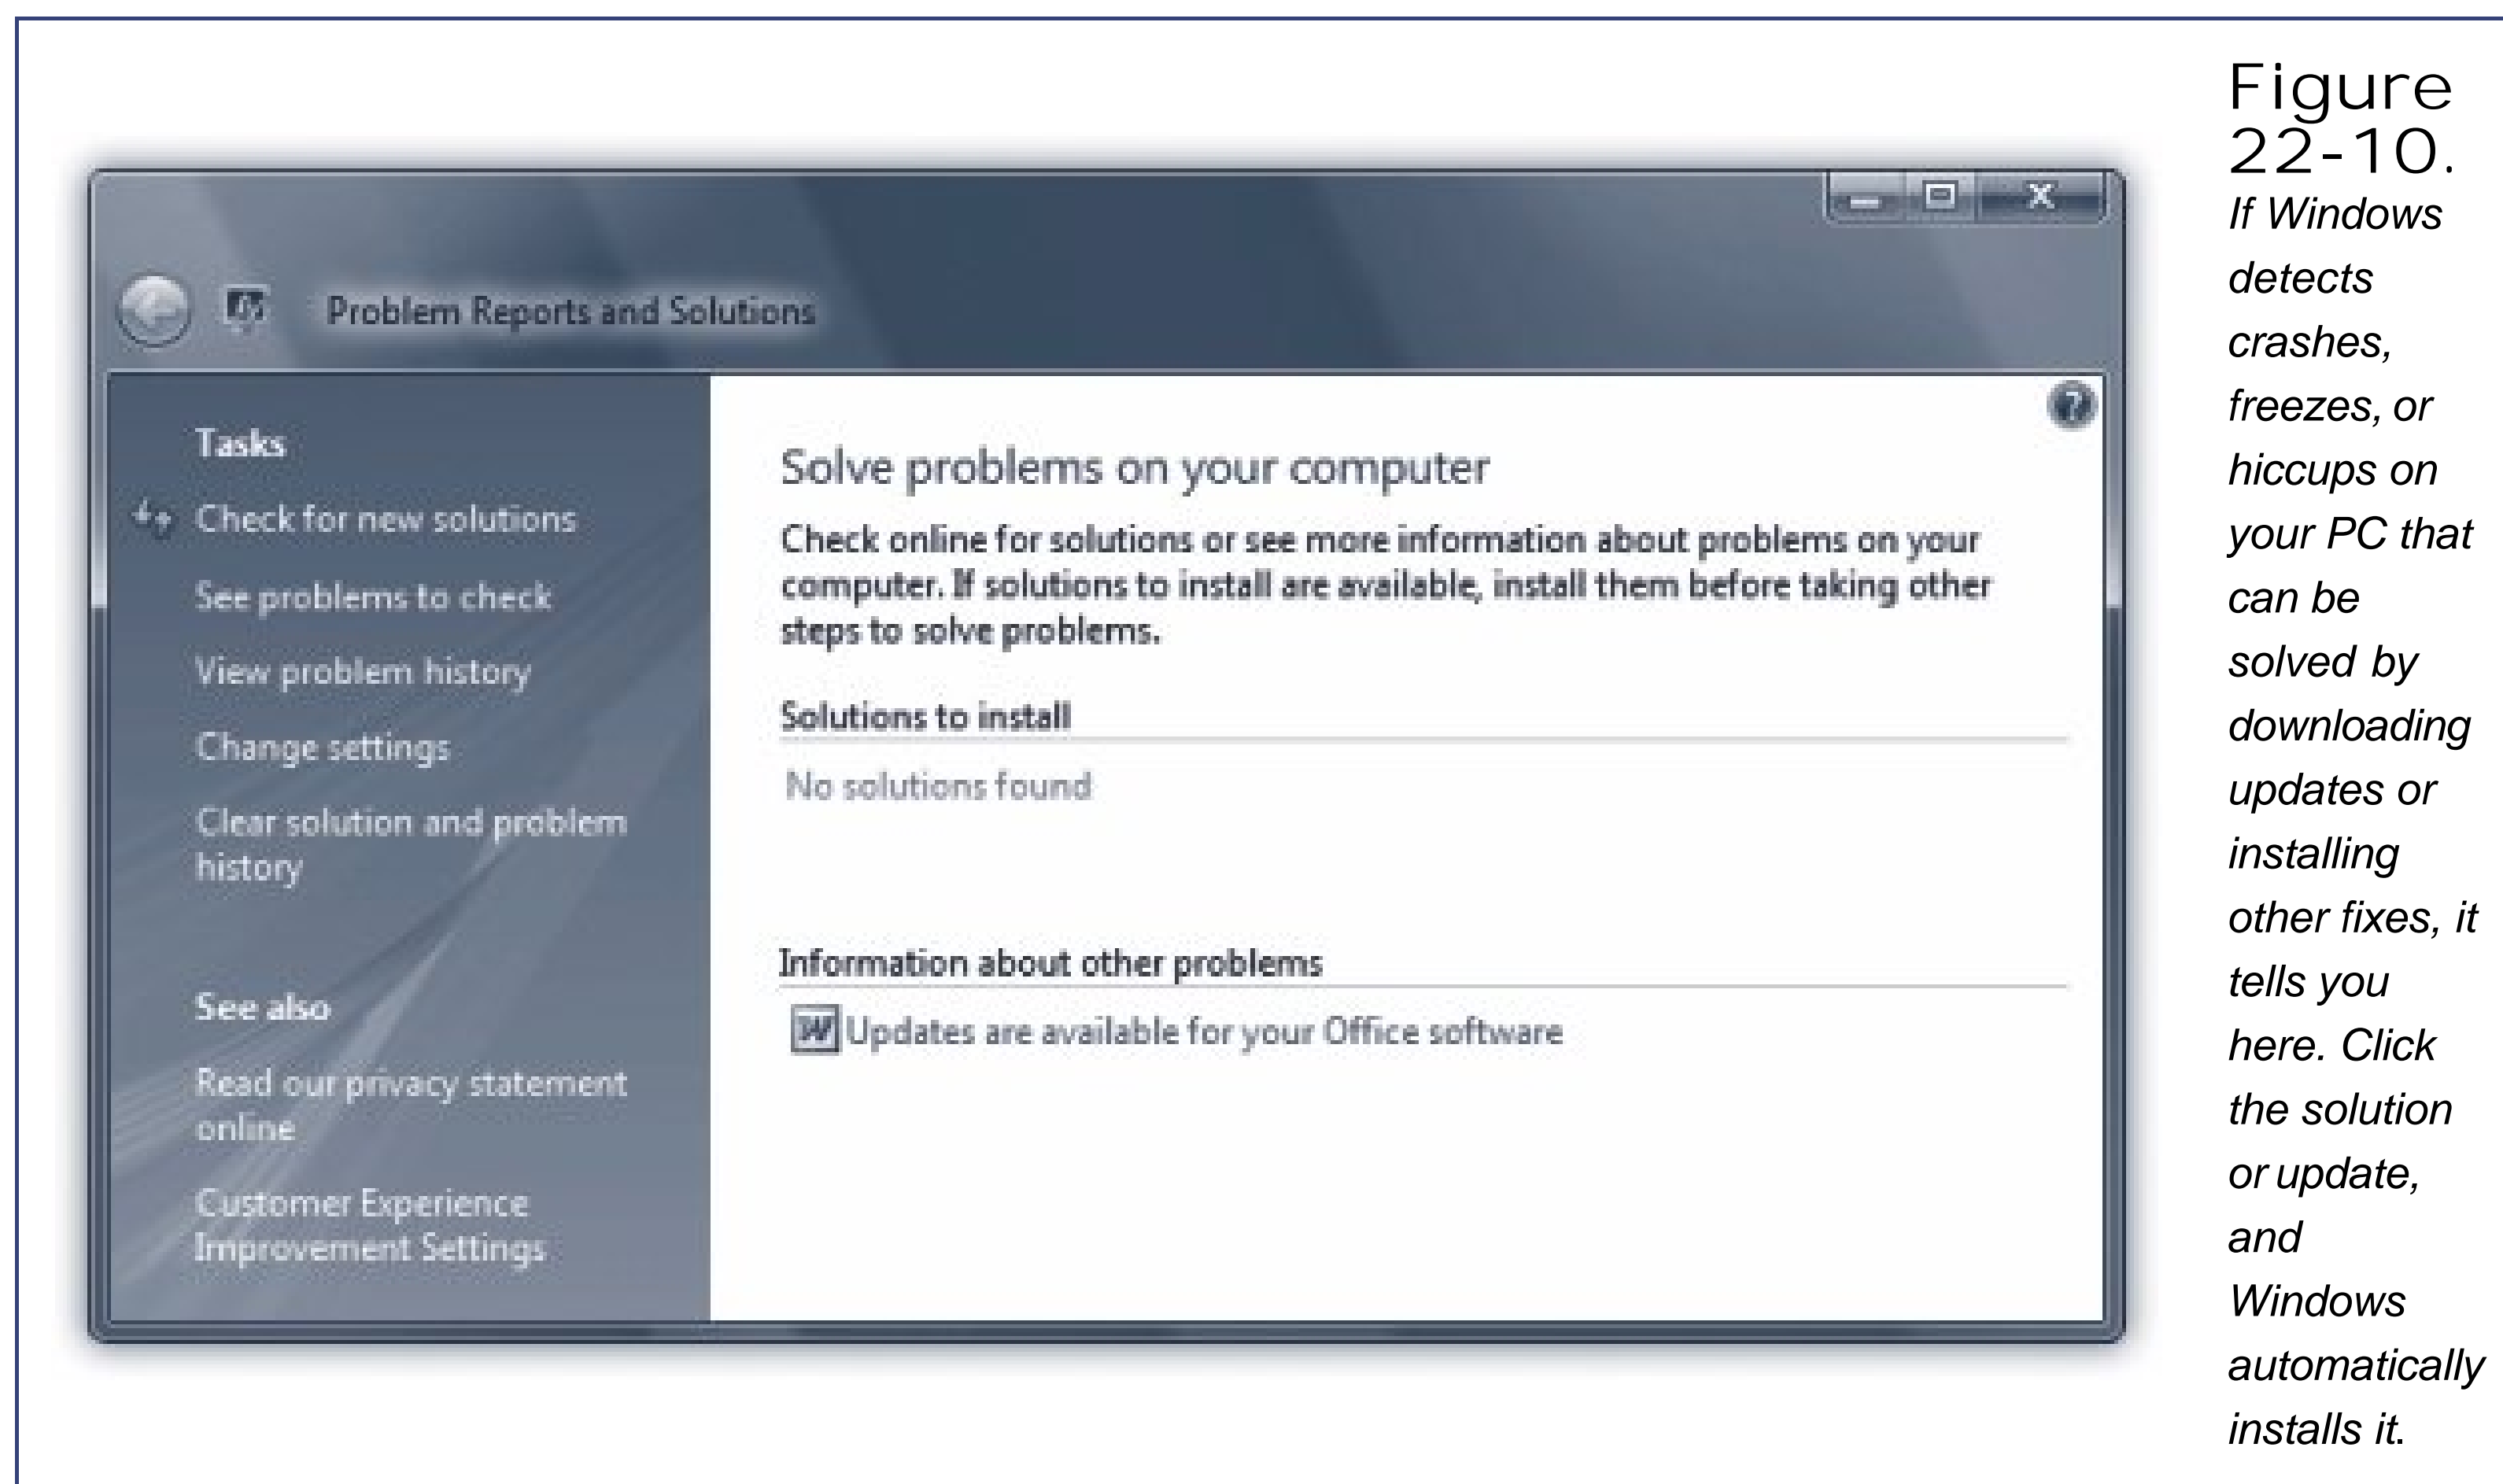 Problem Reports and Solutions
Tasks
Check for new solutions
See problems to check
View problem history
Change settings
Clear solution and problem
history
See also
Read our privacy statement
online
Customer Experience
Improvement Settings
Solve problems on your computer
Check online for solutions or see more information about problems on your
computer. If solutions to install are available, install them before taking other
steps to solve problems.
Solutions to install
No solutions found
Information about other problems
W Updates are available for your Office software
Figure
22-10.
If Windows
detects
crashes,
freezes, or
hiccups on
your PC that
can be
solved by
downloading
updates or
installing
other fixes, it
tells you
here. Click
the solution
or update,
and
Windows
automatically
installs it.